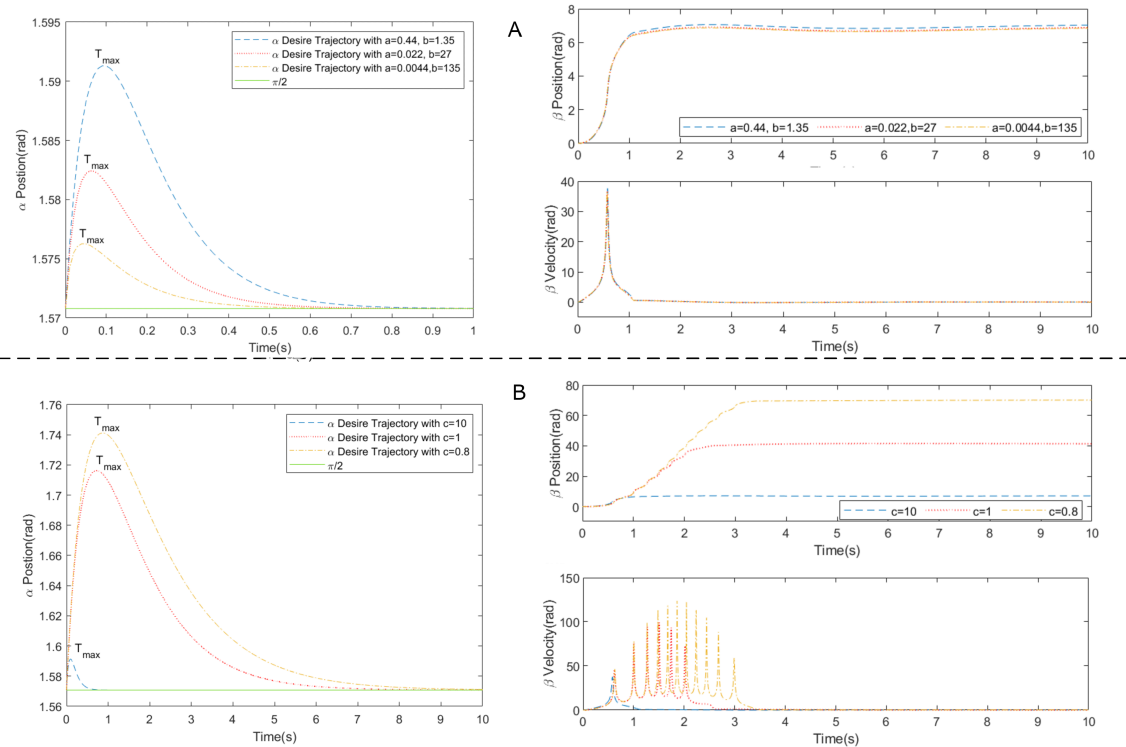 A
1.595
1.59
1.585
1.58
1.575
1.57
α Postion(rad)
T_max
T_max
T_max
α Desire Trajectory with a=0.44, b=1.35
α Desire Trajectory with a=0.022, b=27
α Desire Trajectory with a=0.0044,b=135
π/2
0 0.1 0.2 0.3 0.4 0.5 0.6 0.7 0.8 0.9 1
Time(s)
8
6
4
2
0
β Position(rad)
a=0.44, b=1.35 a=0.022,b=27 a=0.0044,b=135
0 1 2 3 4 5 6 7 8 9 10
40
30
20
10
0
β Velocity(rad)
0 1 2 3 4 5 6 7 8 9 10
Time(s)
B
1.76
1.74
1.72
1.7
1.68
1.66
1.64
1.62
1.6
1.58
1.56
α Postion(rad)
T_max
T_max
T_max
α Desire Trajectory with c=10
α Desire Trajectory with c=1
α Desire Trajectory with c=0.8
π/2
0 1 2 3 4 5 6 7 8 9 10
Time(s)
80
60
40
20
0
β Position(rad)
c=10 c=1 c=0.8
0 1 2 3 4 5 6 7 8 9 10
Time(s)
150
100
50
0
β Velocity(rad)
0 1 2 3 4 5 6 7 8 9 10
Time(s)